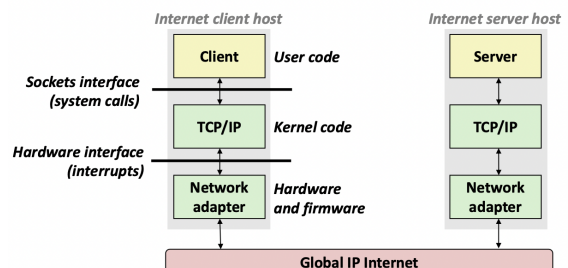 Internet client host
Internet server host
Client
User code
Server
Sockets interface
(system calls)
TCP/IP
Kernel code
TCP/IP
Hardware interface
(interrupts)
Network
adapter
Hardware
and firmware
Network
adapter
Global IP Internet